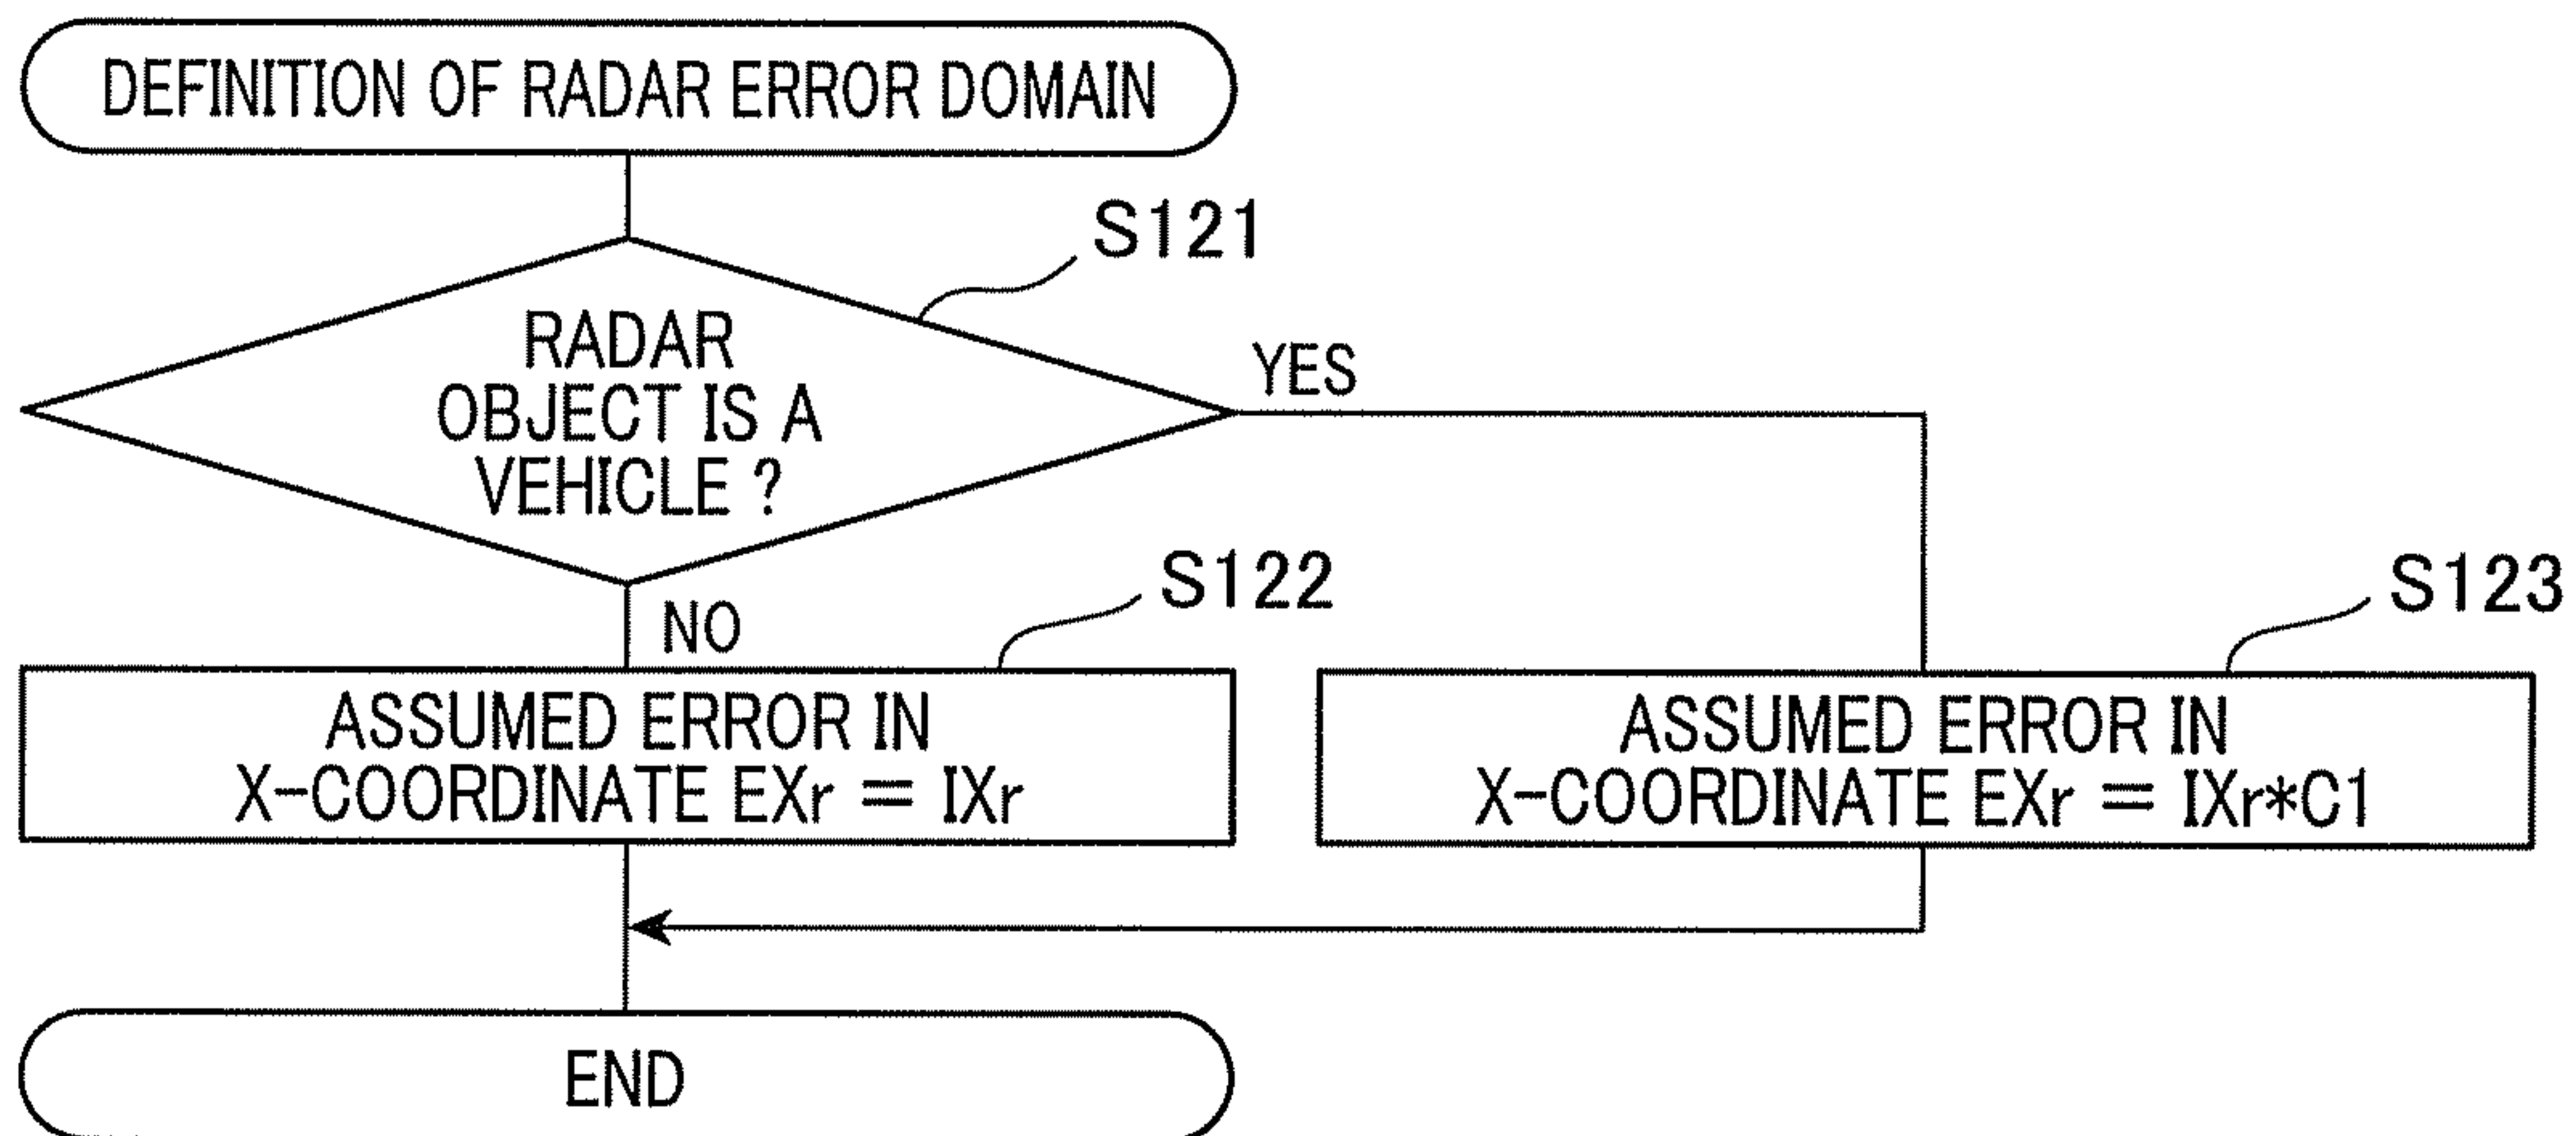 DEFINITION OF RADAR ERROR DOMAIN
S121
RADAR
OBJECT IS A
VEHICLE ?
YES
NO
S122
ASSUMED ERROR IN
X-COORDINATE EXr = IXr
S123
ASSUMED ERROR IN
X-COORDINATE EXr = IXr*C1
END